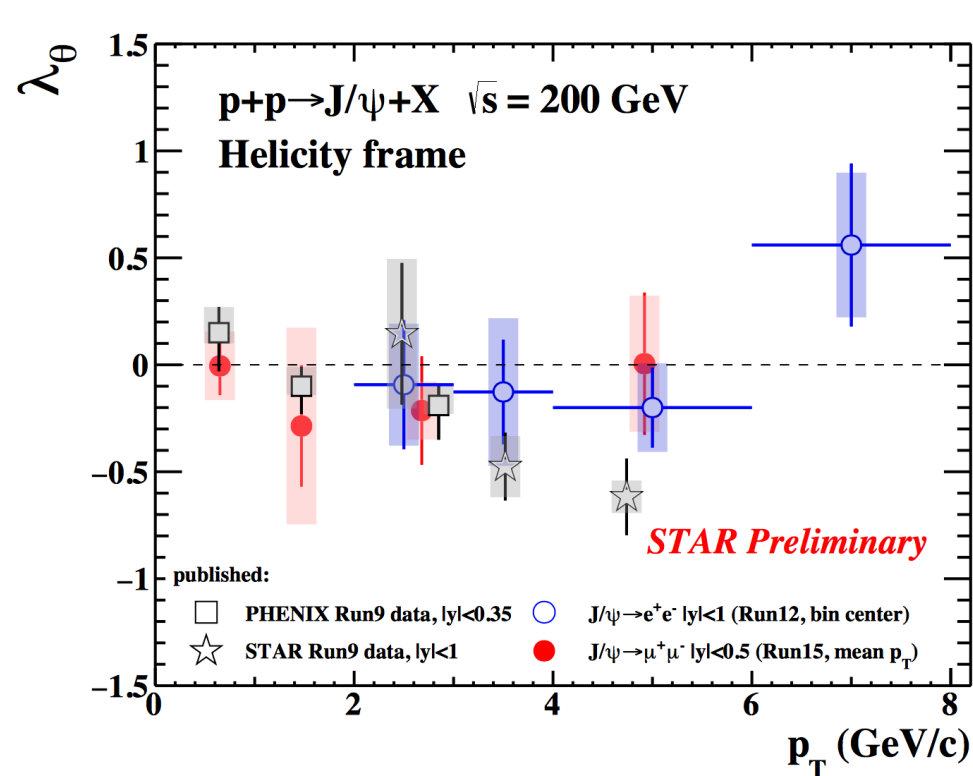 λθ
1.5
p+p→J/ψ+X √s = 200 GeV
1
Helicity frame
0.5
0
−0.5
STAR Preliminary
−1
published:
PHENIX Run9 data, |y|<0.35
J/ψ→e⁺e⁻ |y|<1 (Run12, bin center)
STAR Run9 data, |y|<1
J/ψ→μ⁺μ⁻ |y|<0.5 (Run15, mean p_T)
−1.5
0 2 4 6 8
p_T (GeV/c)